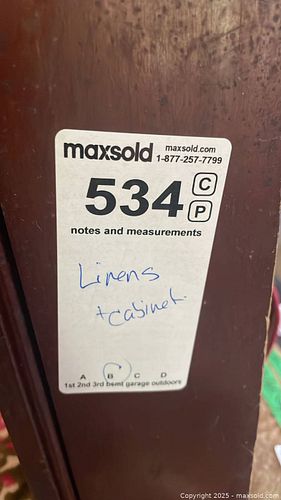 maxsold maxsold.com
1-877-257-7799
534 C
P
notes and measurements
Linens
+ cabinet
A B C D
1st 2nd 3rd bsmt garage outdoors
Copyright © 2025 - maxsold.com